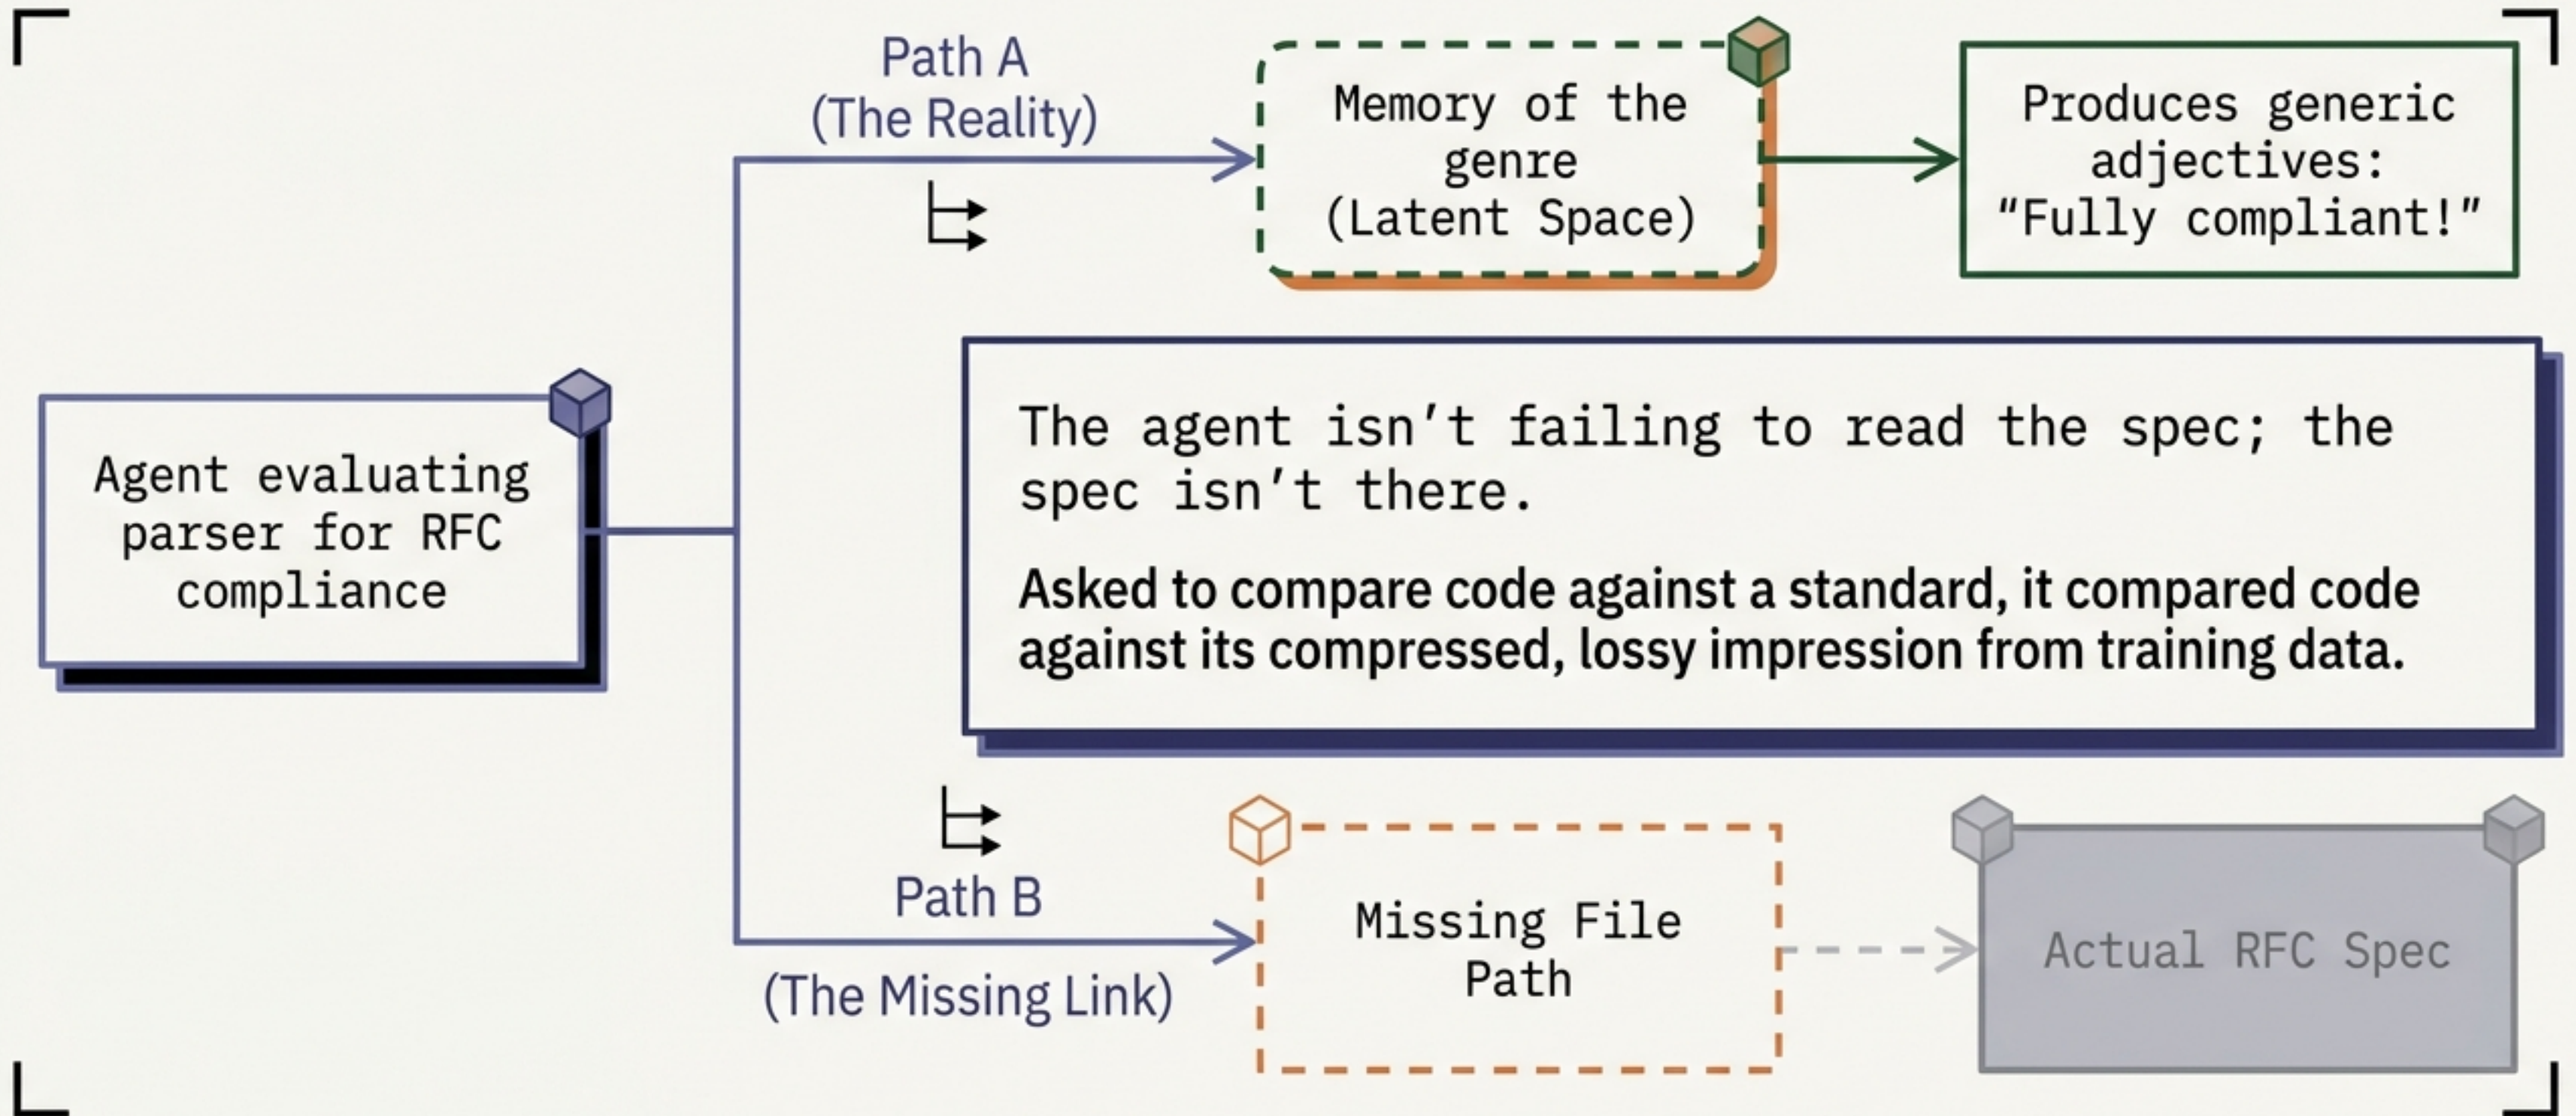 Path A
(The Reality)
Memory of the
genre
(Latent Space)
Produces generic
adjectives:
“Fully compliant!”
Agent evaluating
parser for RFC
compliance
The agent isn’t failing to read the spec; the
spec isn’t there.
Asked to compare code against a standard, it compared code
against its compressed, lossy impression from training data.
Path B
(The Missing Link)
Missing File
Path
Actual RFC Spec